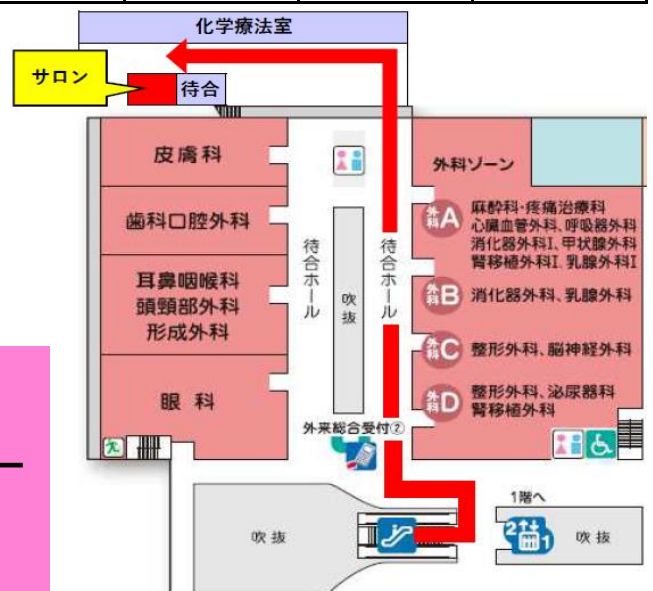 化学療法室
サロン
待合
皮膚科
歯科口腔外科
耳鼻咽喉科
頭頸部外科
形成外科
眼科
待合ホール
吹抜
待合ホール
外科ゾーン
外科A
麻酔科・疼痛治療科
心臓血管外科、呼吸器外科
消化器外科I、甲状腺外科
腎移植外科I、乳腺外科I
外科B
消化器外科、乳腺外科
外科C
整形外科、脳神経外科
外科D
整形外科、泌尿器科
腎移植外科
外来総合受付②
吹抜
1階へ
2
1
吹抜